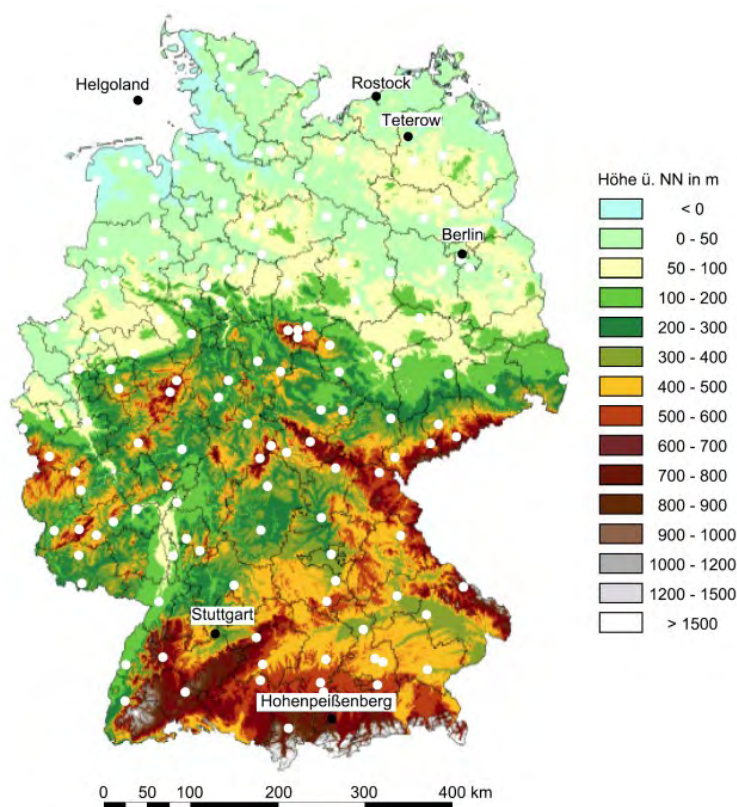 Helgoland
Rostock
Teterow
Berlin
Stuttgart
Hohenpeißenberg
Höhe ü. NN in m
< 0
0 - 50
50 - 100
100 - 200
200 - 300
300 - 400
400 - 500
500 - 600
600 - 700
700 - 800
800 - 900
900 - 1000
1000 - 1200
1200 - 1500
> 1500
0 50 100 200 300 400 km